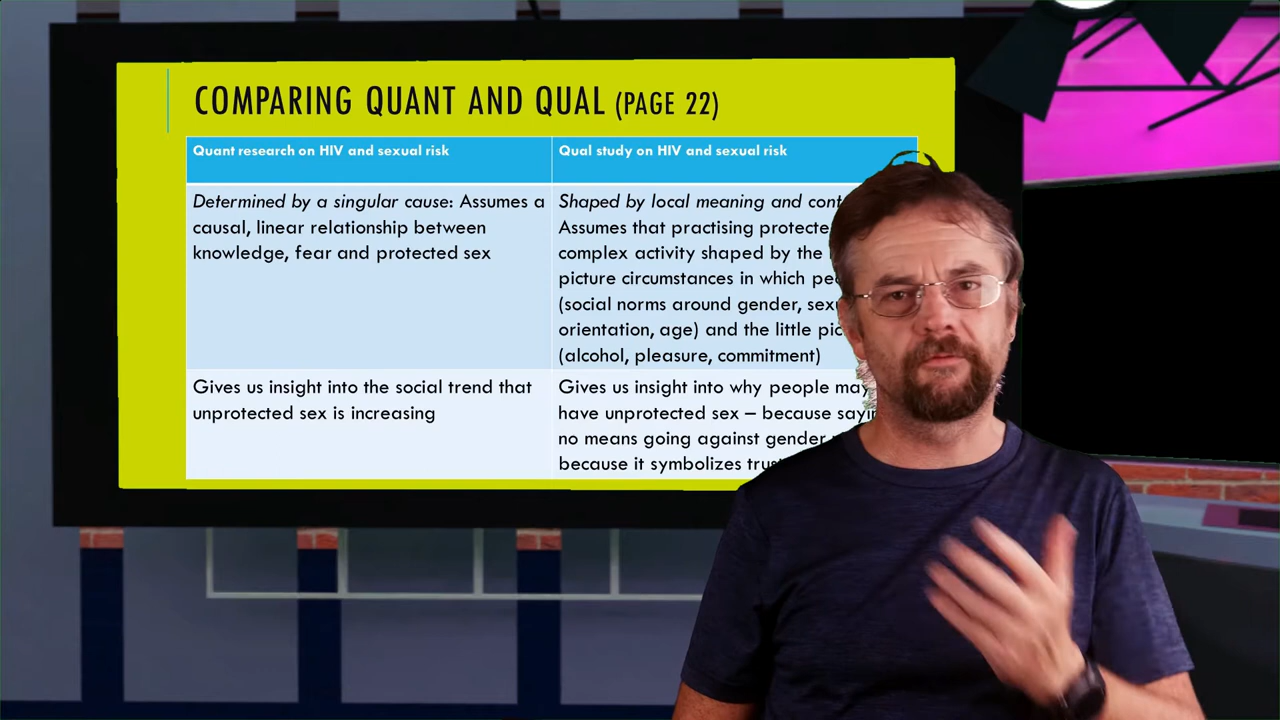 COMPARING QUANT AND QUAL (PAGE 22)
Quant research on HIV and sexual risk
Determined by a singular cause: Assumes a
causal, linear relationship between
knowledge, fear and protected sex
Gives us insight into the social trend that
unprotected sex is increasing
Qual study on HIV and sexual risk
Shaped by local meaning and
Assumes that practising
complex activity shaped by the
picture circumstances in which
(social norms around gender,
orientation, age) and the little
(alcohol, pleasure, commitment)
Gives us insight into why people may
have unprotected sex – because
no means going against gender
because it symbolizes